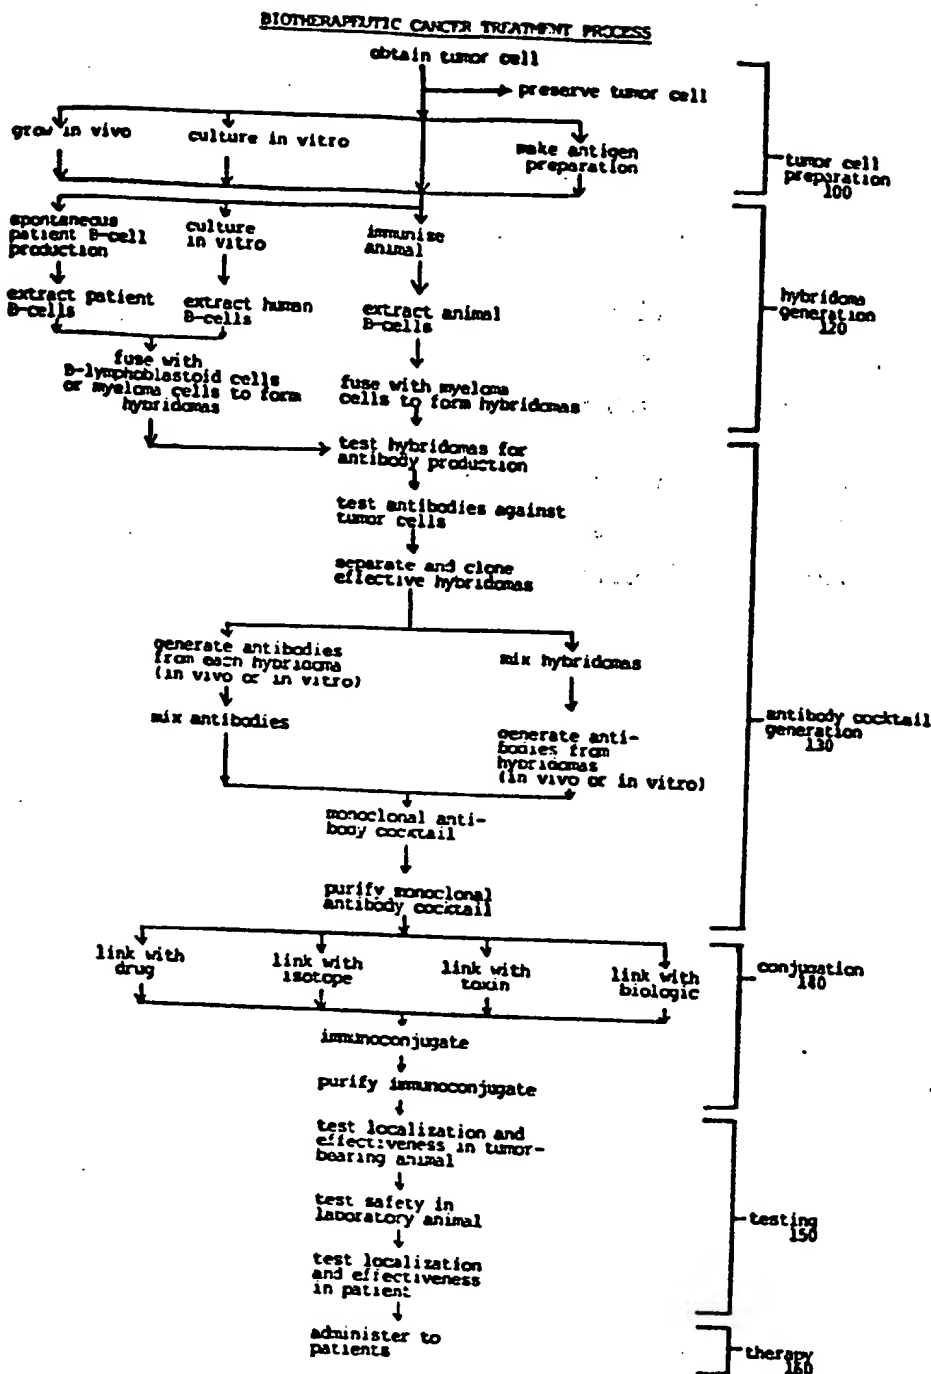 BIOTHERAPEUTIC CANCER TREATMENT PROCESS
obtain tumor cell
preserve tumor cell
grow in vivo
culture in vitro
make antigen
preparation
tumor cell
preparation
100
spontaneous
patient B-cell
production
culture
in vitro
immunize
animal
extract patient
B-cells
extract human
B-cells
extract animal
B-cells
hybridoma
generation
120
fuse with
B-lymphoblastoid cells
or myeloma cells to form
hybridomas
fuse with myeloma
cells to form hybridomas
test hybridomas for
antibody production
test antibodies against
tumor cells
separate and clone
effective hybridomas
generate antibodies
from each hybridoma
(in vivo or in vitro)
mix hybridomas
mix antibodies
generate anti-
bodies from
hybridomas
(in vivo or in vitro)
antibody cocktail
generation
130
monoclonal anti-
body cocktail
purify monoclonal
antibody cocktail
link with
drug
link with
isotope
link with
toxin
link with
biologic
conjugation
140
immunoconjugate
purify immunoconjugate
test localization and
effectiveness in tumor-
bearing animal
test safety in
laboratory animal
testing
150
test localization
and effectiveness
in patient
administer to
patients
therapy
160